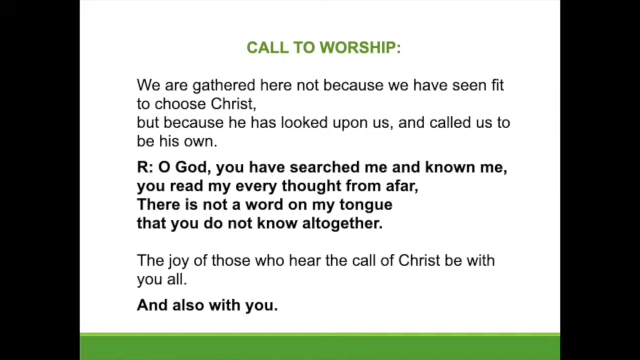 CALL TO WORSHIP:
We are gathered here not because we have seen fit
to choose Christ,
but because he has looked upon us, and called us to
be his own.
R: O God, you have searched me and known me,
you read my every thought from afar,
There is not a word on my tongue
that you do not know altogether.
The joy of those who hear the call of Christ be with
you all.
And also with you.